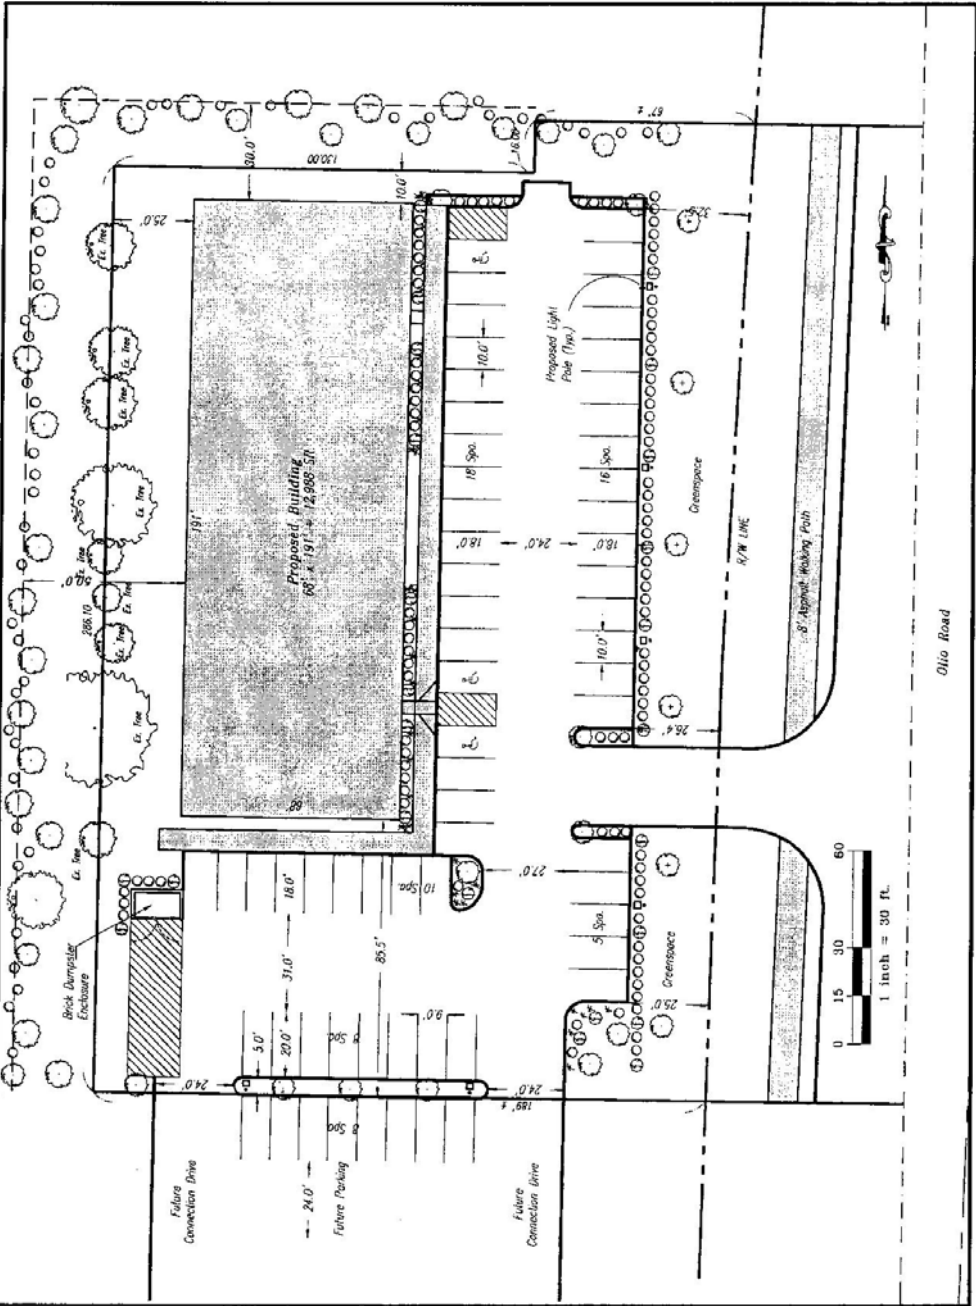 67' ±
16.00'
130.00
30.0'
10.0'
25.0'
Ex. Tree
Ex. Tree
Ex. Tree
Ex. Tree
Ex. Tree
Ex. Tree
Ex. Tree
Ex. Tree
Ex. Tree
50.0'
286.10
191'
68'
Proposed Building
68' x 191' = 12,988 SF.
10.0'
18 Spa.
18.0'
24.0'
18.0'
16 Spa.
10.0'
Proposed Light
Pole (Typ.)
Greenspace
R/W LINE
8' Asphalt Walking Path
Olio Road
26.4'
Brick Dumpster
Enclosure
18.0'
10 Spa.
31.0'
85.5'
27.0'
5 Spa.
Greenspace
25.0'
5.0'
20.0'
8 Spa.
9.0'
24.0'
24.0'
189' ±
8 Spa.
24.0'
Future Parking
Future
Connection Drive
Future
Connection Drive
0 15 30 60
1 inch = 30 ft.